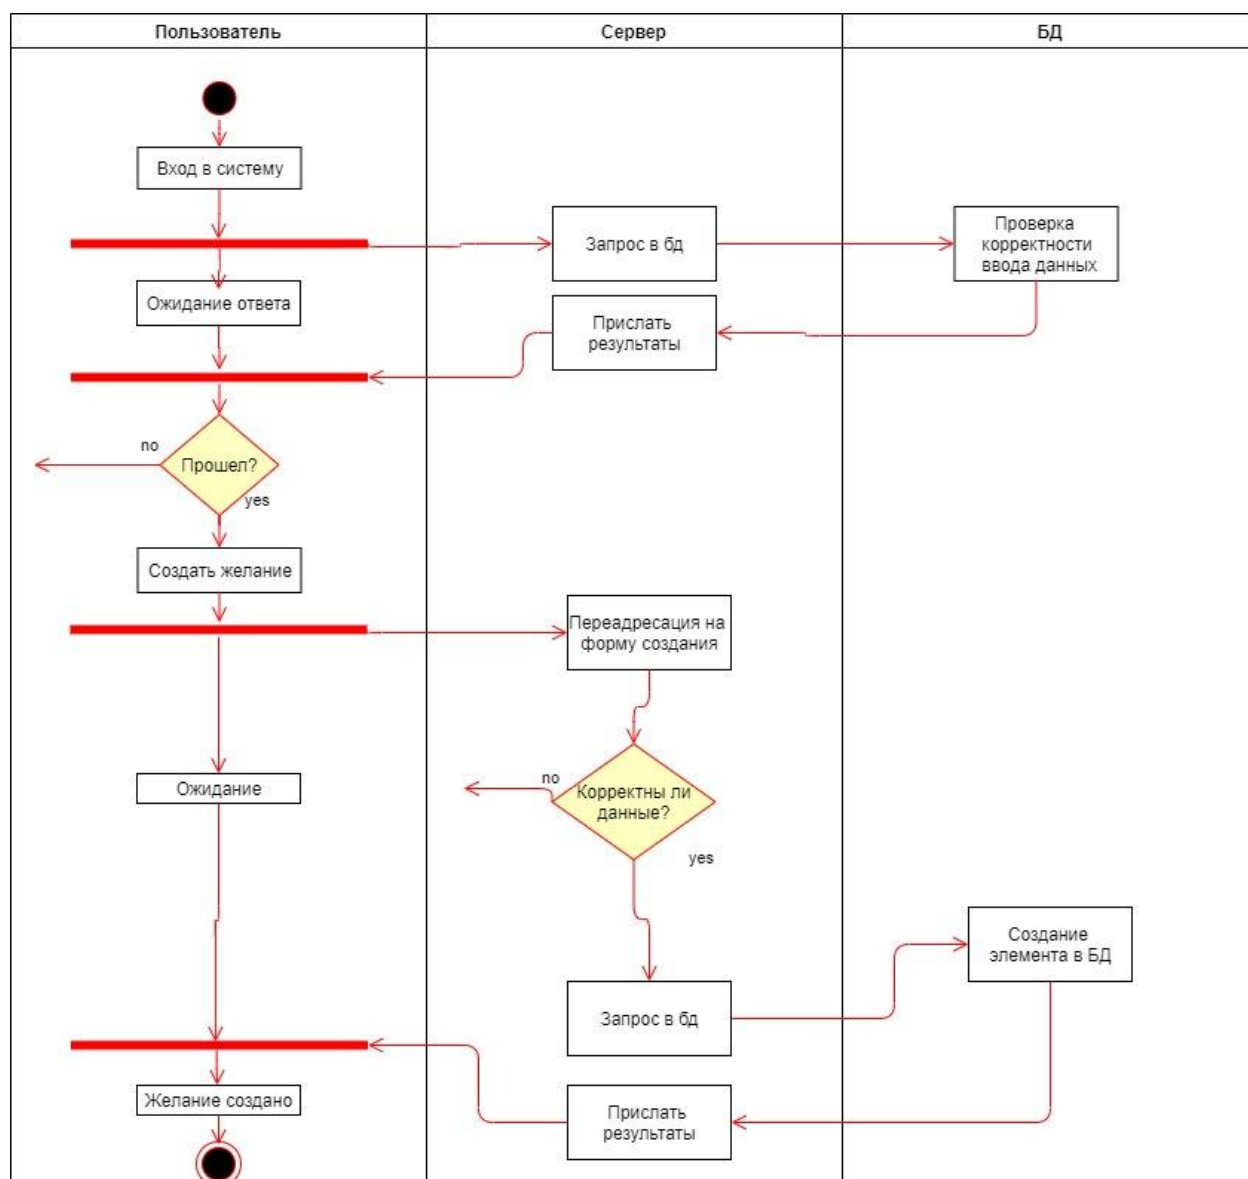 Пользователь
Сервер
БД
Вход в систему
Запрос в бд
Проверка
корректности
ввода данных
Ожидание ответа
Прислать
результаты
no
Прошел?
yes
Создать желание
Переадресация на
форму создания
Ожидание
no
Корректны ли
данные?
yes
Создание
элемента в БД
Запрос в бд
Желание создано
Прислать
результаты